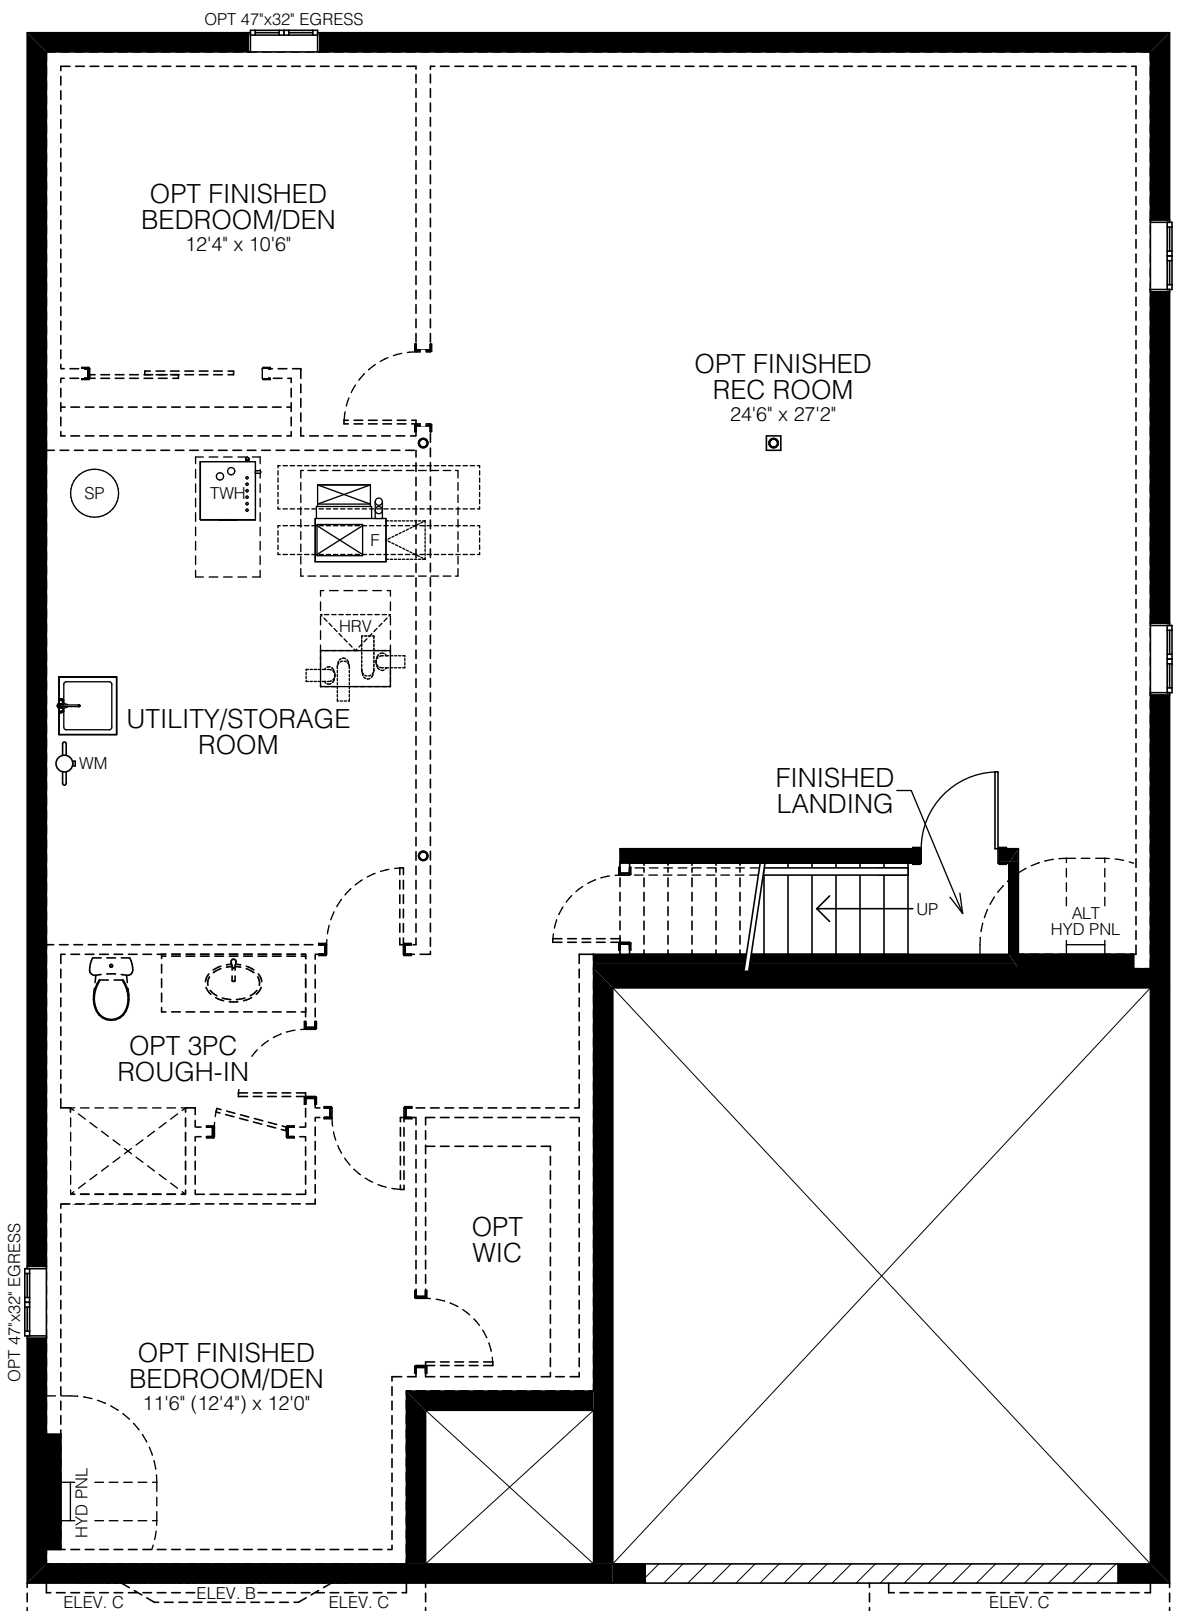 OPT 47"x32" EGRESS
OPT FINISHED
BEDROOM/DEN
12'4" x 10'6"
OPT FINISHED
REC ROOM
24'6" x 27'2"
SP
TWH
F
HRV
UTILITY/STORAGE
ROOM
WM
FINISHED
LANDING
UP
ALT
HYD PNL
OPT 3PC
ROUGH-IN
OPT
WIC
OPT 47"x32" EGRESS
OPT FINISHED
BEDROOM/DEN
11'6" (12'4") x 12'0"
HYD PNL
ELEV. C
ELEV. B
ELEV. C
ELEV. C